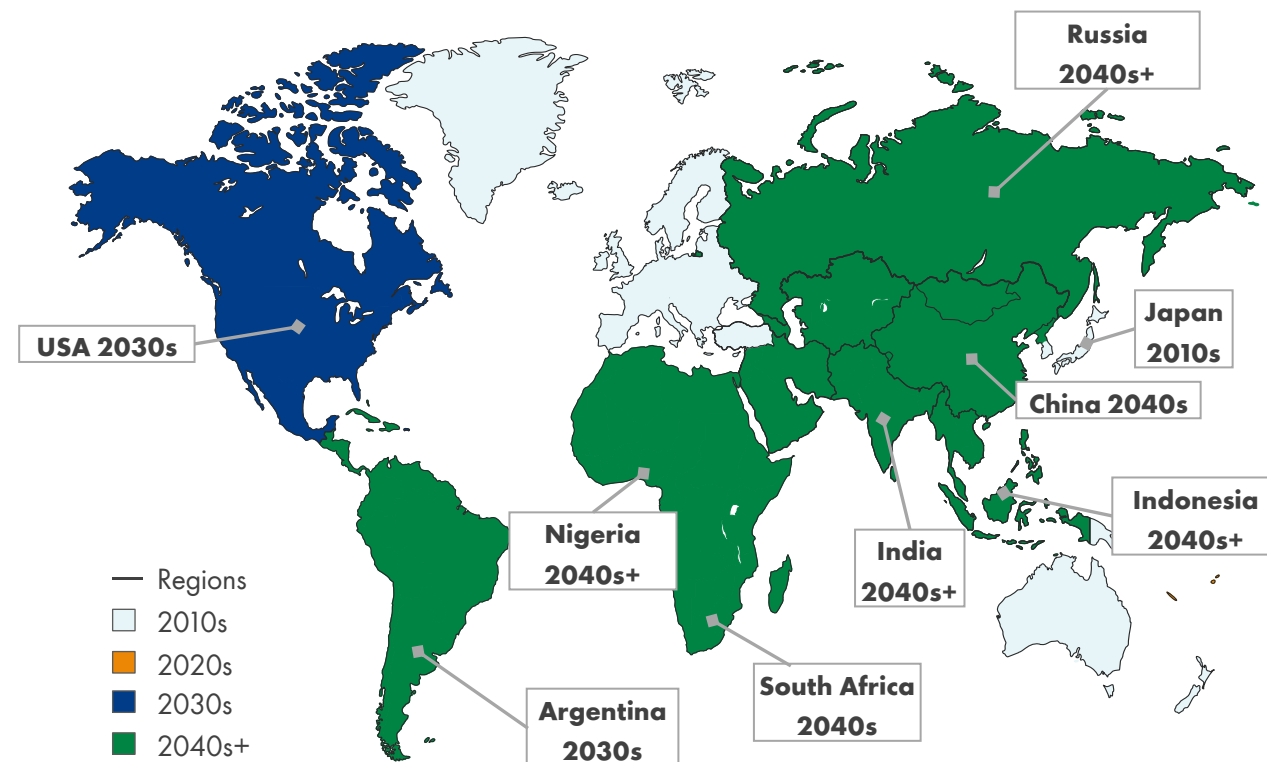 Russia
2040s+
Japan
2010s
USA 2030s
China 2040s
Indonesia
2040s+
Nigeria
2040s+
India
2040s+
Regions
2010s
2020s
2030s
2040s+
South Africa
2040s
Argentina
2030s